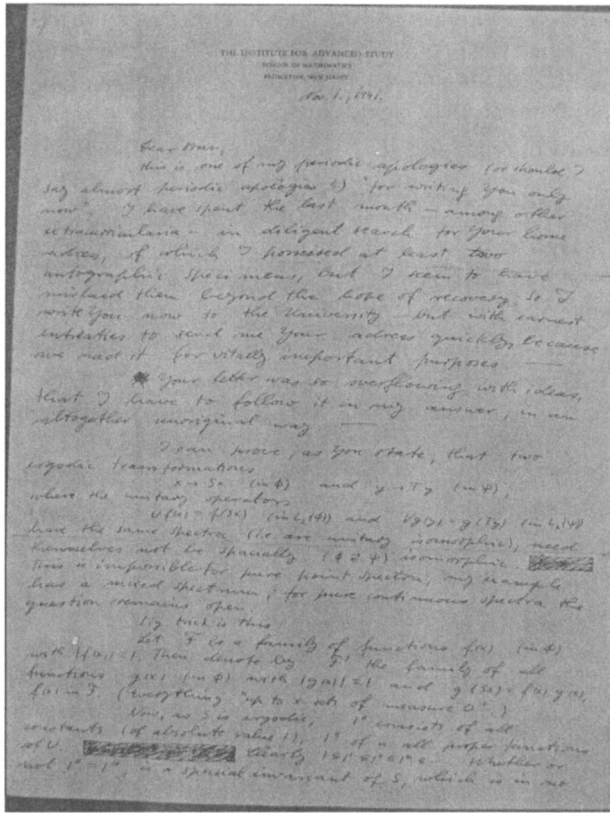 THE INSTITUTE FOR ADVANCED STUDY
SCHOOL OF MATHEMATICS
PRINCETON, NEW JERSEY
Nov. 1., 1941.
Dear
this is one of my periodic apologies (or should I
say almost periodic apologies ?) "for writing You only
now". I have spent the last month – among other
extracurricularia – in diligent search for Your home
adress, of which I possessed at least two
autographic specimens, but I seem to have
mislaid them beyond the hope of recovery. So I
write You now to the University – but with earnest
entreaties to send me Your adress quickly, because
we need it for vitally important purposes —
Your letter was so overflowing with ideas,
that I have to follow it in my answer, in an
altogether unoriginal way —
I can prove, as You state, that two
ergodic transformations
x → Sx (in ϕ) and y → Ty (in ψ),
where the unitary operators
(in L₂(ϕ)) and Vg(y) = g(Ty) (in L₂(ψ))
have the same spectra (i.e. are unitary isomorphic), need
themselves not be spacially (ϕ ⇄ ψ) isomorphic.
This is impossible for pure point spectra, my example
has a mixed spectrum; for pure continuous spectra the
question remains open.
My trick is this:
Let F is a family of functions f(x) (in ϕ)
with |f(x)| = 1. Then denote by F' the family of all
functions g(x) (in ϕ) with |g(x)| = 1 and g(Sx) = f(x) g(x),
f(x) in F. (Everything "up to x sets of measure 0".)
Now, as S is ergodic, 1' consists of all
constants (of absolute value 1), 1'' of all proper functions
of U. Clearly Whether or
not 1'' = 1''', is a spacial invariant of S, which is in no